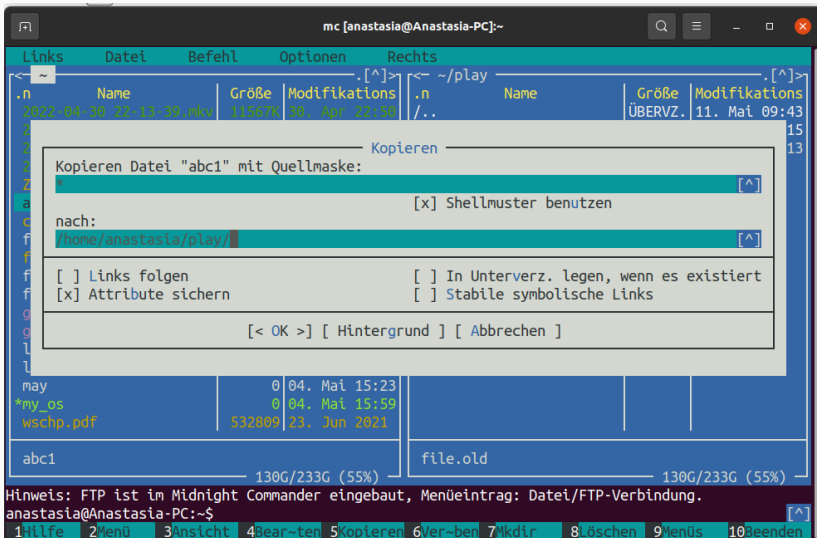 mc [anastasia@Anastasia-PC]:~
Links Datei Befehl Optionen Rechts
<— ~ .[^]> <— ~/play .[^]>
.n Name Größe Modifikations .n Name Größe Modifikations
2022-04-30 22-13-39.mkv 11567K 30. Apr 22:58 /.. ÜBERVZ. 11. Mai 09:43
2 15
2 13
2
Z
a
c
f
f
f
f
g
g
l
l
Kopieren
Kopieren Datei "abc1" mit Quellmaske:
* [^]
[x] Shellmuster benutzen
nach:
/home/anastasia/play/ [^]
[ ] Links folgen [ ] In Unterverz. legen, wenn es existiert
[x] Attribute sichern [ ] Stabile symbolische Links
[< OK >] [ Hintergrund ] [ Abbrechen ]
may 0 04. Mai 15:23
*my_os 0 04. Mai 15:59
wschp.pdf 532809 23. Jun 2021
abc1 file.old
130G/233G (55%) 130G/233G (55%)
Hinweis: FTP ist im Midnight Commander eingebaut, Menüeintrag: Datei/FTP-Verbindung.
anastasia@Anastasia-PC:~$ [^]
1Hilfe 2Menü 3Ansicht 4Bear~ten 5Kopieren 6Ver~ben 7Mkdir 8Löschen 9Menüs 10Beenden